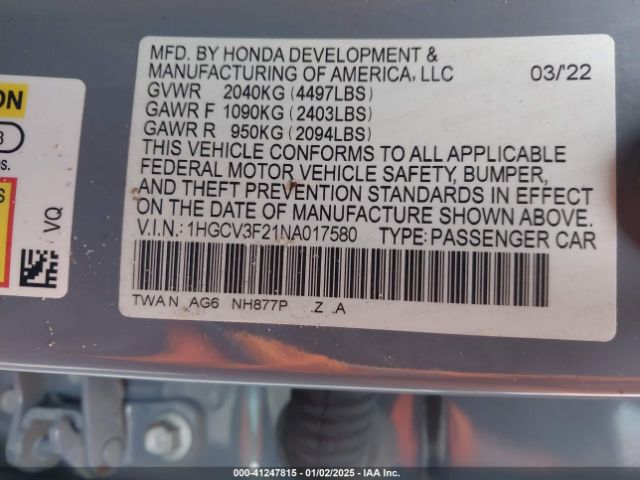 MFD. BY HONDA DEVELOPMENT &
MANUFACTURING OF AMERICA, LLC 03/'22
GVWR 2040KG (4497LBS)
GAWR F 1090KG (2403LBS)
GAWR R 950KG (2094LBS)
THIS VEHICLE CONFORMS TO ALL APPLICABLE
FEDERAL MOTOR VEHICLE SAFETY, BUMPER,
AND THEFT PREVENTION STANDARDS IN EFFECT
ON THE DATE OF MANUFACTURE SHOWN ABOVE.
V.I.N.: 1HGCV3F21NA017580 TYPE: PASSENGER CAR
TWA N AG6 NH877P .Z .A
VQ
000-41247815 - 01/02/2025 - IAA Inc.